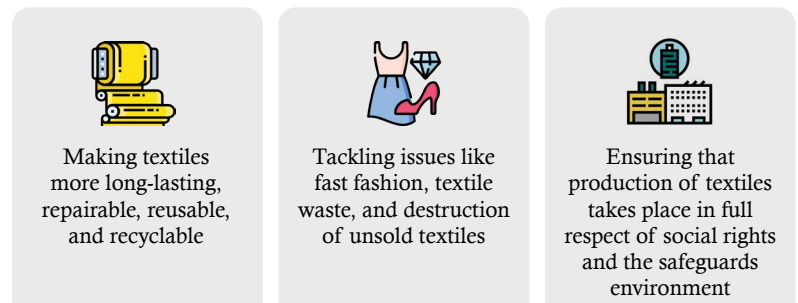 Making textiles
more long-lasting,
repairable, reusable,
and recyclable
Tackling issues like
fast fashion, textile
waste, and destruction
of unsold textiles
Ensuring that
production of textiles
takes place in full
respect of social rights
and the safeguards
environment